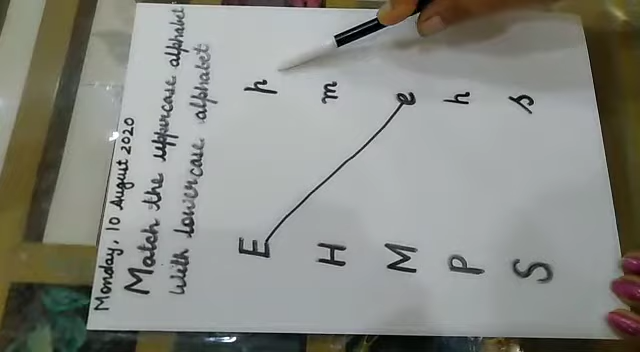 Monday, 10 August 2020
Match the uppercase alphabet
with lowercase alphabet
E p
H m
M e
P h
S s